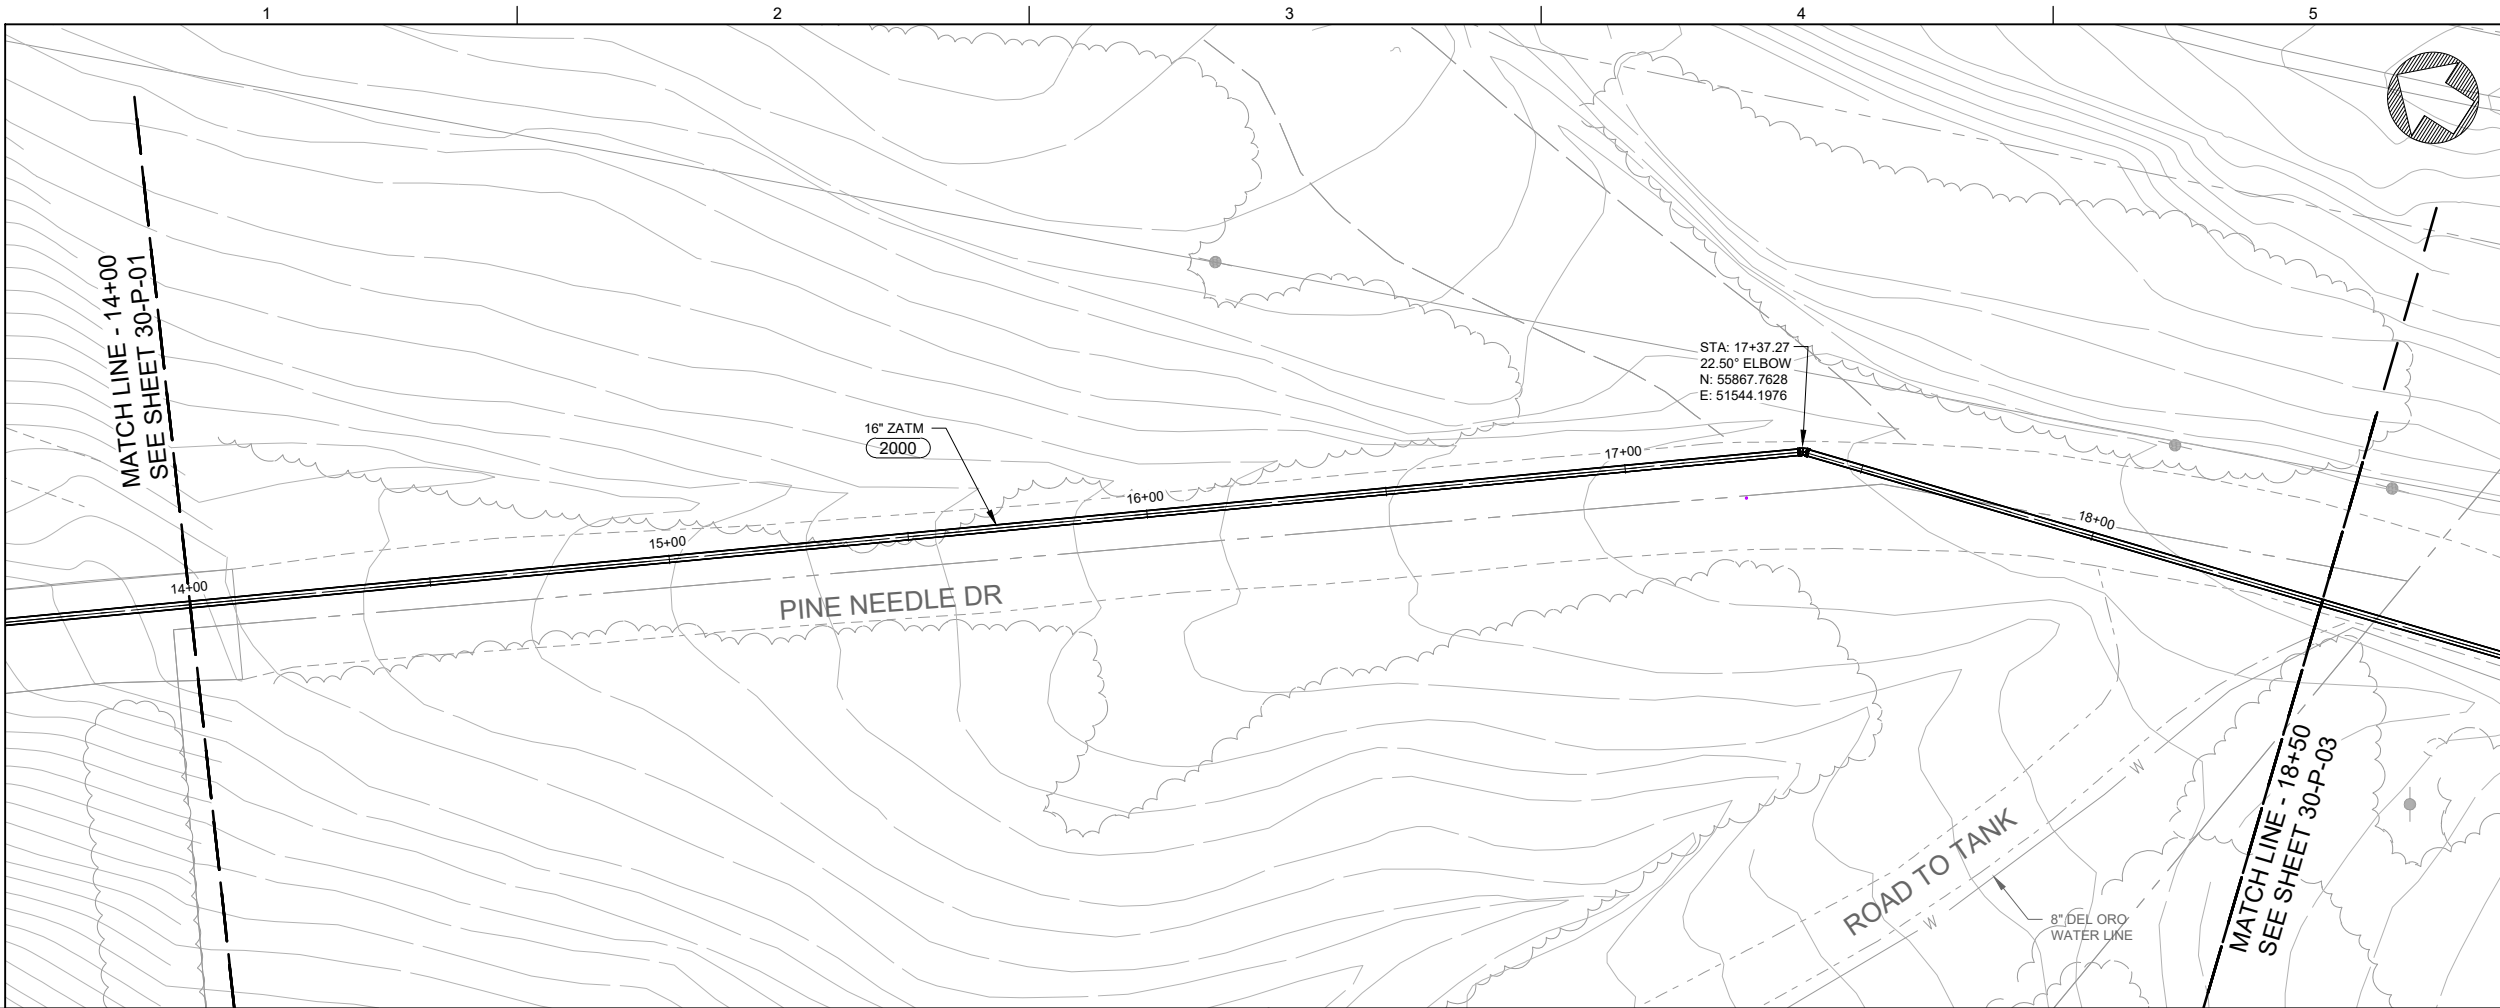 1
2
3
4
5
MATCH LINE - 14+00
SEE SHEET 30-P-01
STA: 17+37.27
22.50° ELBOW
N: 55867.7628
E: 51544.1976
16" ZATM
2000
14+00
15+00
16+00
17+00
18+00
PINE NEEDLE DR
ROAD TO TANK
W
W
8" DEL ORO
WATER LINE
MATCH LINE - 18+50
SEE SHEET 30-P-03